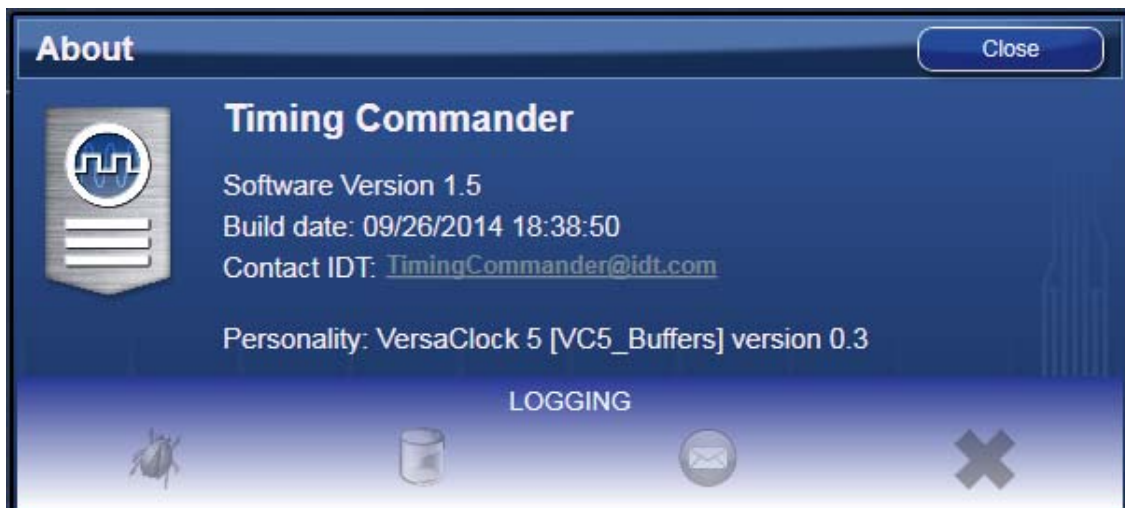 About
Close
Timing Commander
Software Version 1.5
Build date: 09/26/2014 18:38:50
Contact IDT: TimingCommander@idt.com
Personality: VersaClock 5 [VC5_Buffers] version 0.3
LOGGING